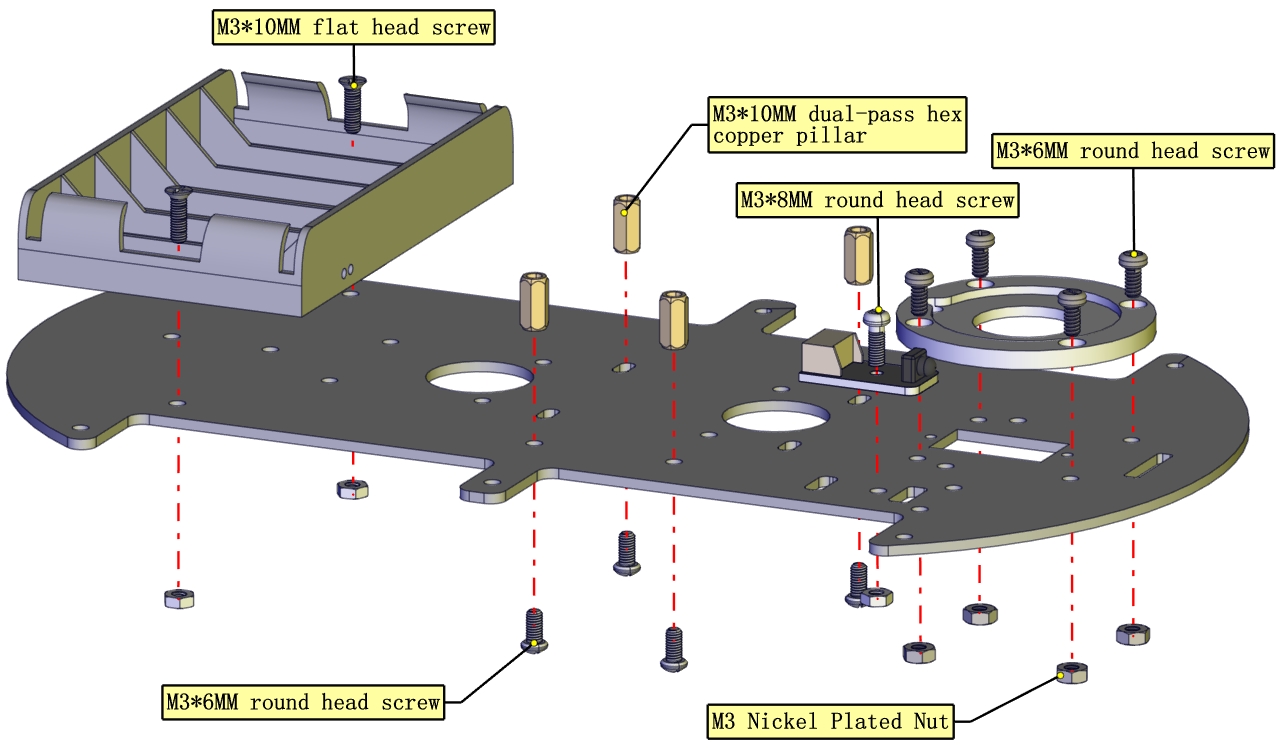 M3*10MM flat head screw
M3*10MM dual-pass hex
copper pillar
M3*6MM round head screw
M3*8MM round head screw
M3*6MM round head screw
M3 Nickel Plated Nut